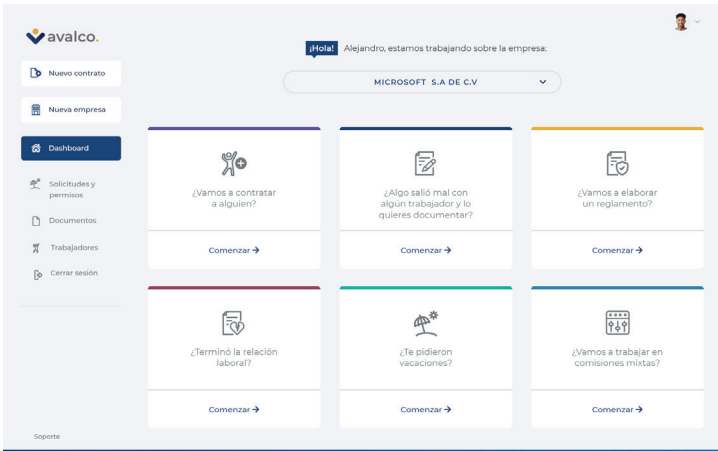 avalco.
Nuevo contrato
Nueva empresa
Dashboard
Solicitudes y
permisos
Documentos
Trabajadores
Cerrar sesión
Soporte
¡Hola! Alejandro, estamos trabajando sobre la empresa:
MICROSOFT S.A DE C.V
¿Vamos a contratar
a alguien?
Comenzar →
¿Algo salió mal con
algún trabajador y lo
quieres documentar?
Comenzar →
¿Vamos a elaborar
un reglamento?
Comenzar →
¿Terminó la relación
laboral?
Comenzar →
¿Te pidieron
vacaciones?
Comenzar →
¿Vamos a trabajar en
comisiones mixtas?
Comenzar →